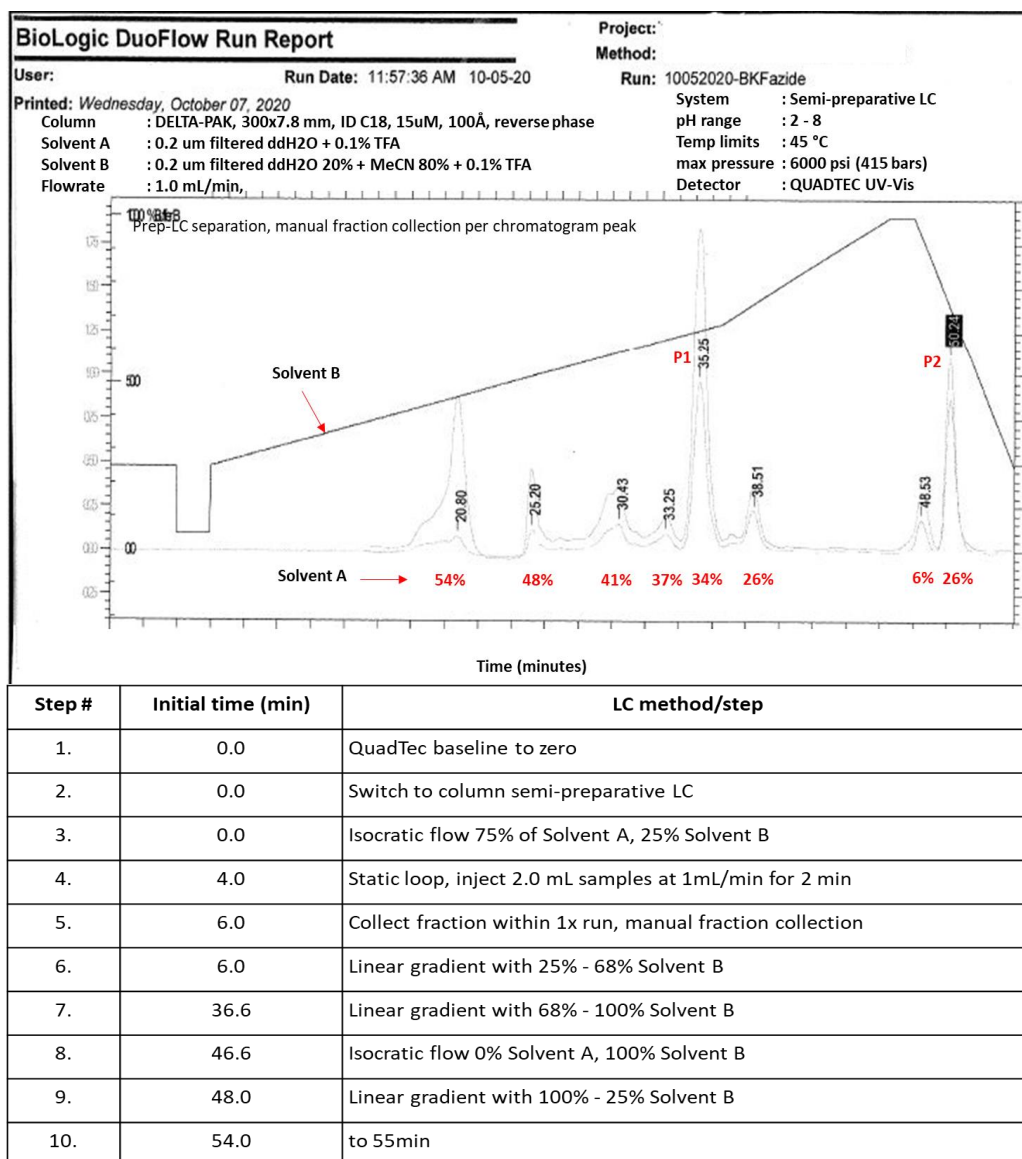 BioLogic DuoFlow Run Report
Project:
Method:
User:
Run Date: 11:57:36 AM 10-05-20
Run: 10052020-BKFazide
Printed: Wednesday, October 07, 2020
Column : DELTA-PAK, 300x7.8 mm, ID C18, 15uM, 100Å, reverse phase
Solvent A : 0.2 um filtered ddH2O + 0.1% TFA
Solvent B : 0.2 um filtered ddH2O 20% + MeCN 80% + 0.1% TFA
Flowrate : 1.0 mL/min,
System : Semi-preparative LC
pH range : 2 - 8
Temp limits : 45 °C
max pressure : 6000 psi (415 bars)
Detector : QUADTEC UV-Vis
Prep-LC separation, manual fraction collection per chromatogram peak
Solvent B
P1
P2
20.80
25.20
30.43
33.25
35.25
38.51
48.53
50.24
Solvent A
54% 48% 41% 37% 34% 26% 6% 26%
Time (minutes)
Step # Initial time (min) LC method/step
1. 0.0 QuadTec baseline to zero
2. 0.0 Switch to column semi-preparative LC
3. 0.0 Isocratic flow 75% of Solvent A, 25% Solvent B
4. 4.0 Static loop, inject 2.0 mL samples at 1mL/min for 2 min
5. 6.0 Collect fraction within 1x run, manual fraction collection
6. 6.0 Linear gradient with 25% - 68% Solvent B
7. 36.6 Linear gradient with 68% - 100% Solvent B
8. 46.6 Isocratic flow 0% Solvent A, 100% Solvent B
9. 48.0 Linear gradient with 100% - 25% Solvent B
10. 54.0 to 55min